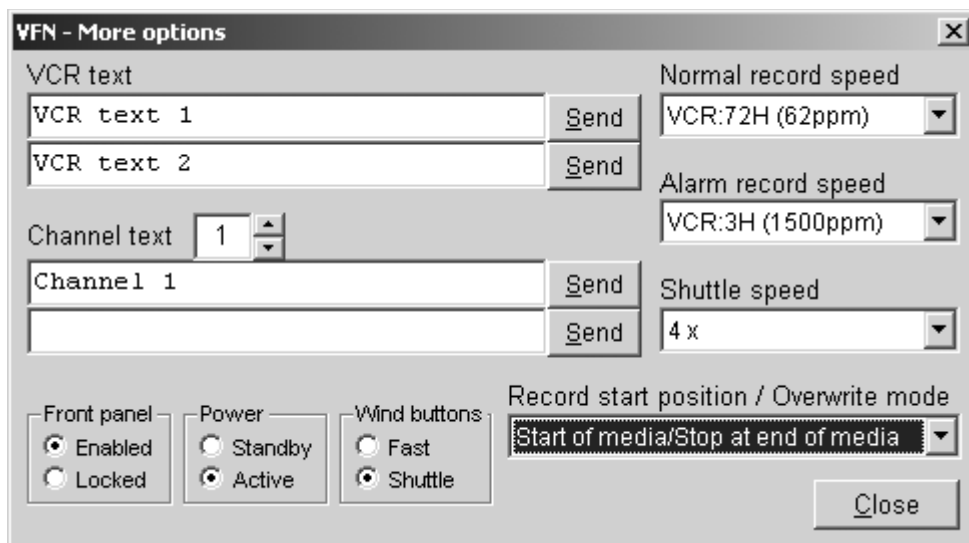 VFN - More options
VCR text
VCR text 1
Send
VCR text 2
Send
Channel text 1
Channel 1
Send
Send
Normal record speed
VCR:72H (62ppm)
Alarm record speed
VCR:3H (1500ppm)
Shuttle speed
4 x
Front panel
Enabled
Locked
Power
Standby
Active
Wind buttons
Fast
Shuttle
Record start position / Overwrite mode
Start of media/Stop at end of media
Close